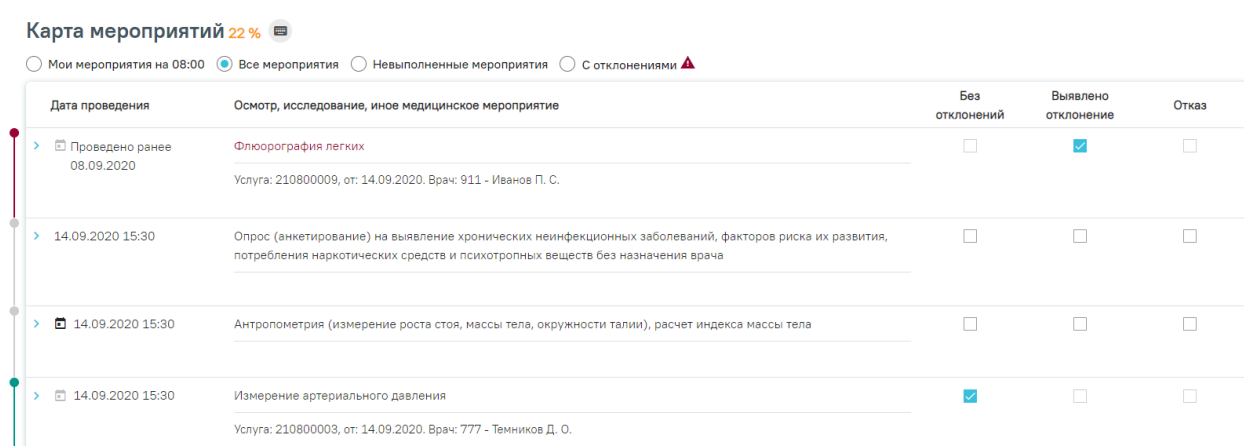 Карта мероприятий 22 %
Мои мероприятия на 08:00 Все мероприятия Невыполненные мероприятия С отклонениями
Дата проведения Осмотр, исследование, иное медицинское мероприятие Без отклонений Выявлено отклонение Отказ
Проведено ранее Флюорография легких
08.09.2020
Услуга: 210800009, от: 14.09.2020. Врач: 911 - Иванов П. С.
14.09.2020 15:30 Опрос (анкетирование) на выявление хронических неинфекционных заболеваний, факторов риска их развития,
потребления наркотических средств и психотропных веществ без назначения врача
14.09.2020 15:30 Антропометрия (измерение роста стоя, массы тела, окружности талии), расчет индекса массы тела
14.09.2020 15:30 Измерение артериального давления
Услуга: 210800003, от: 14.09.2020. Врач: 777 - Темников Д. О.